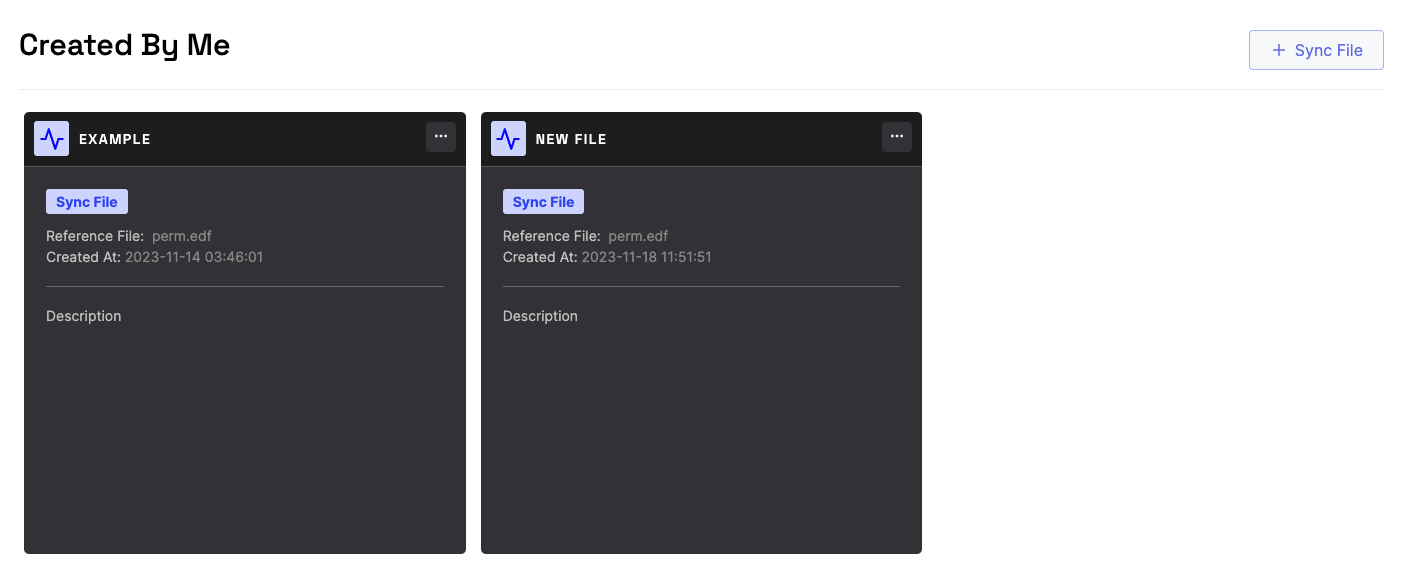 Created By Me
+ Sync File
EXAMPLE
...
Sync File
Reference File: perm.edf
Created At: 2023-11-14 03:46:01
Description
NEW FILE
...
Sync File
Reference File: perm.edf
Created At: 2023-11-18 11:51:51
Description